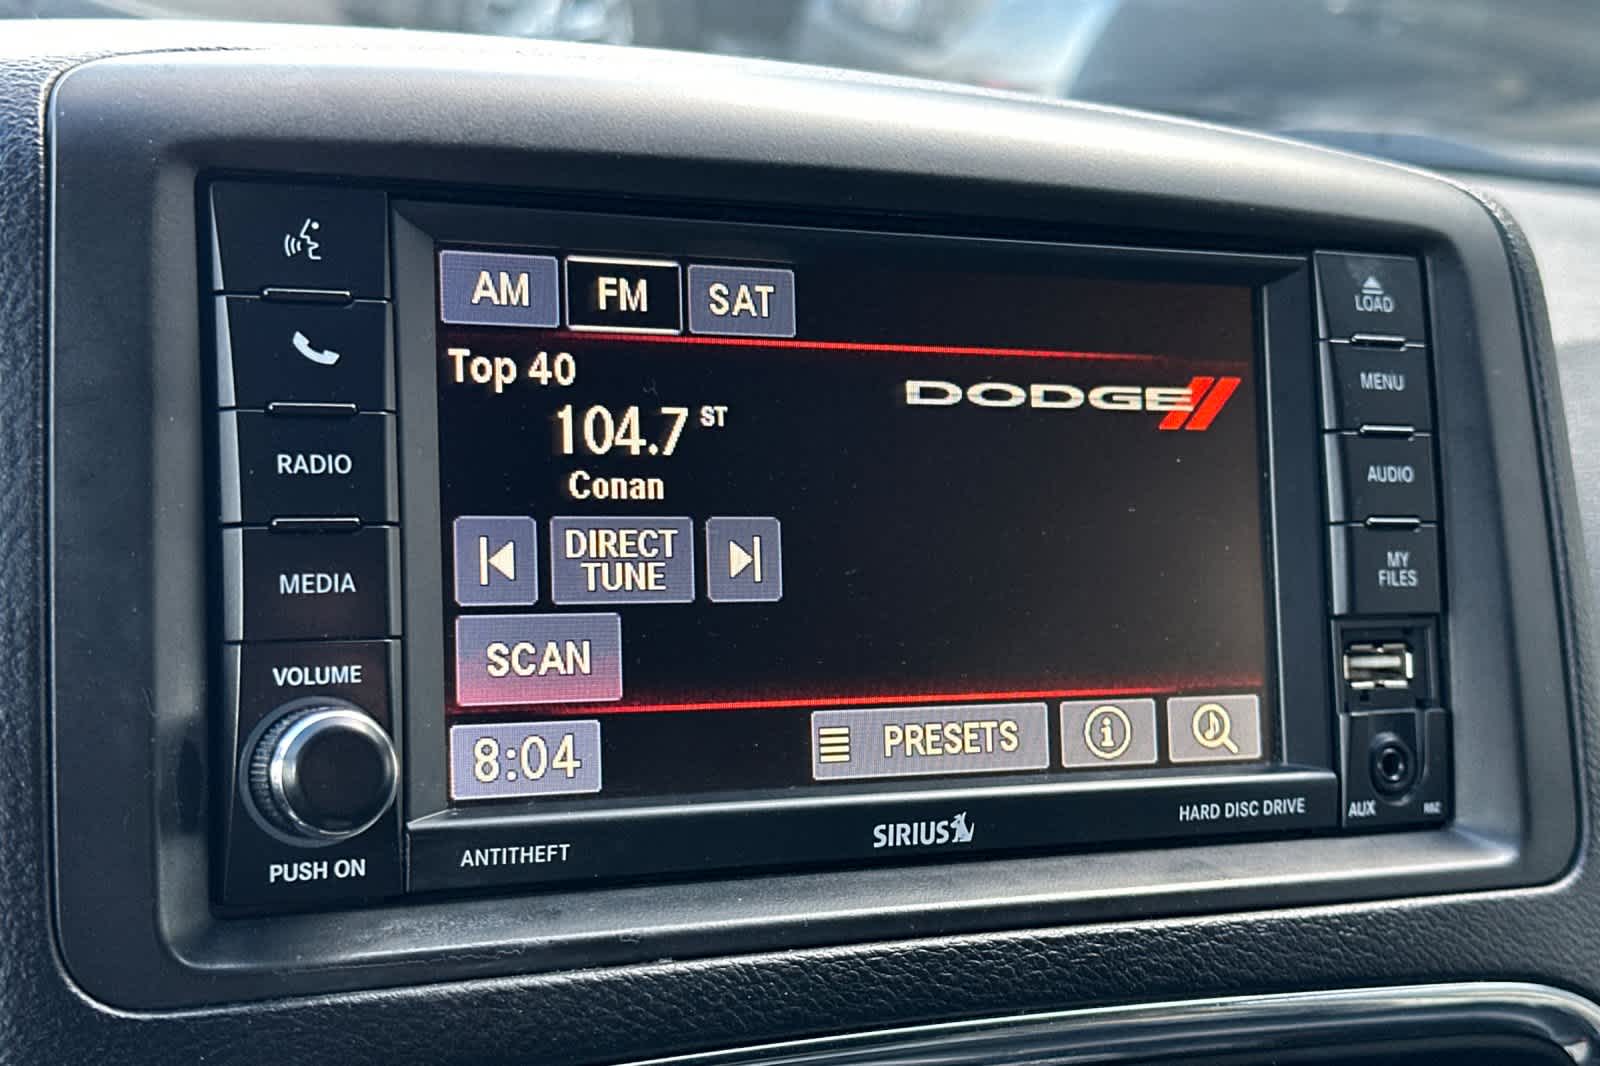 AM
FM
SAT
Top 40
104.7 ST
Conan
DODGE
DIRECT
TUNE
SCAN
8:04
PRESETS
RADIO
MEDIA
VOLUME
PUSH ON
LOAD
MENU
AUDIO
MY
FILES
AUX
RBZ
ANTITHEFT
SIRIUS
HARD DISC DRIVE